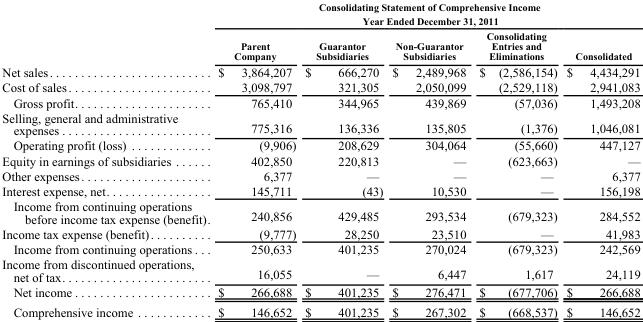 Consolidating Statement of Comprehensive Income
Year Ended December 31, 2011
Parent Company Guarantor Subsidiaries Non-Guarantor Subsidiaries Consolidating Entries and Eliminations Consolidated
Net sales . . . . . . . . . . . . . . . . . . . . . . . . . $ 3,864,207 $ 666,270 $ 2,489,968 $ (2,586,154) $ 4,434,291
Cost of sales . . . . . . . . . . . . . . . . . . . . . . 3,098,797 321,305 2,050,099 (2,529,118) 2,941,083
Gross profit . . . . . . . . . . . . . . . . . . . . . 765,410 344,965 439,869 (57,036) 1,493,208
Selling, general and administrative
expenses . . . . . . . . . . . . . . . . . . . . . . 775,316 136,336 135,805 (1,376) 1,046,081
Operating profit (loss) . . . . . . . . . . . . (9,906) 208,629 304,064 (55,660) 447,127
Equity in earnings of subsidiaries . . . . . . 402,850 220,813 — (623,663) —
Other expenses . . . . . . . . . . . . . . . . . . . . 6,377 — — — 6,377
Interest expense, net . . . . . . . . . . . . . . . . 145,711 (43) 10,530 — 156,198
Income from continuing operations
before income tax expense (benefit) . 240,856 429,485 293,534 (679,323) 284,552
Income tax expense (benefit) . . . . . . . . . . (9,777) 28,250 23,510 — 41,983
Income from continuing operations . . . 250,633 401,235 270,024 (679,323) 242,569
Income from discontinued operations,
net of tax . . . . . . . . . . . . . . . . . . . . . . 16,055 — 6,447 1,617 24,119
Net income . . . . . . . . . . . . . . . . . . . . $ 266,688 $ 401,235 $ 276,471 $ (677,706) $ 266,688
Comprehensive income . . . . . . . . . . . $ 146,652 $ 401,235 $ 267,302 $ (668,537) $ 146,652